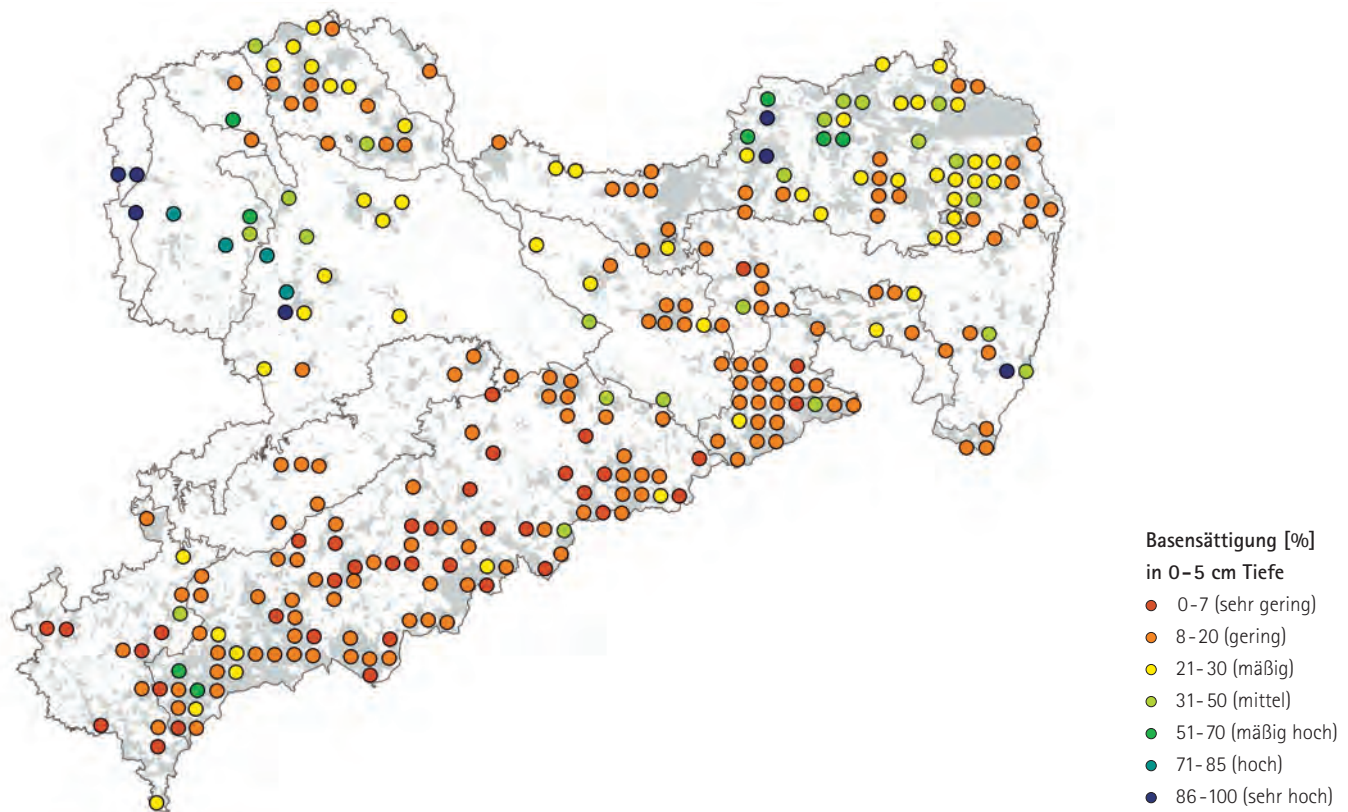 Basensättigung [%]
in 0-5 cm Tiefe
0-7 (sehr gering)
8-20 (gering)
21-30 (mäßig)
31-50 (mittel)
51-70 (mäßig hoch)
71-85 (hoch)
86-100 (sehr hoch)